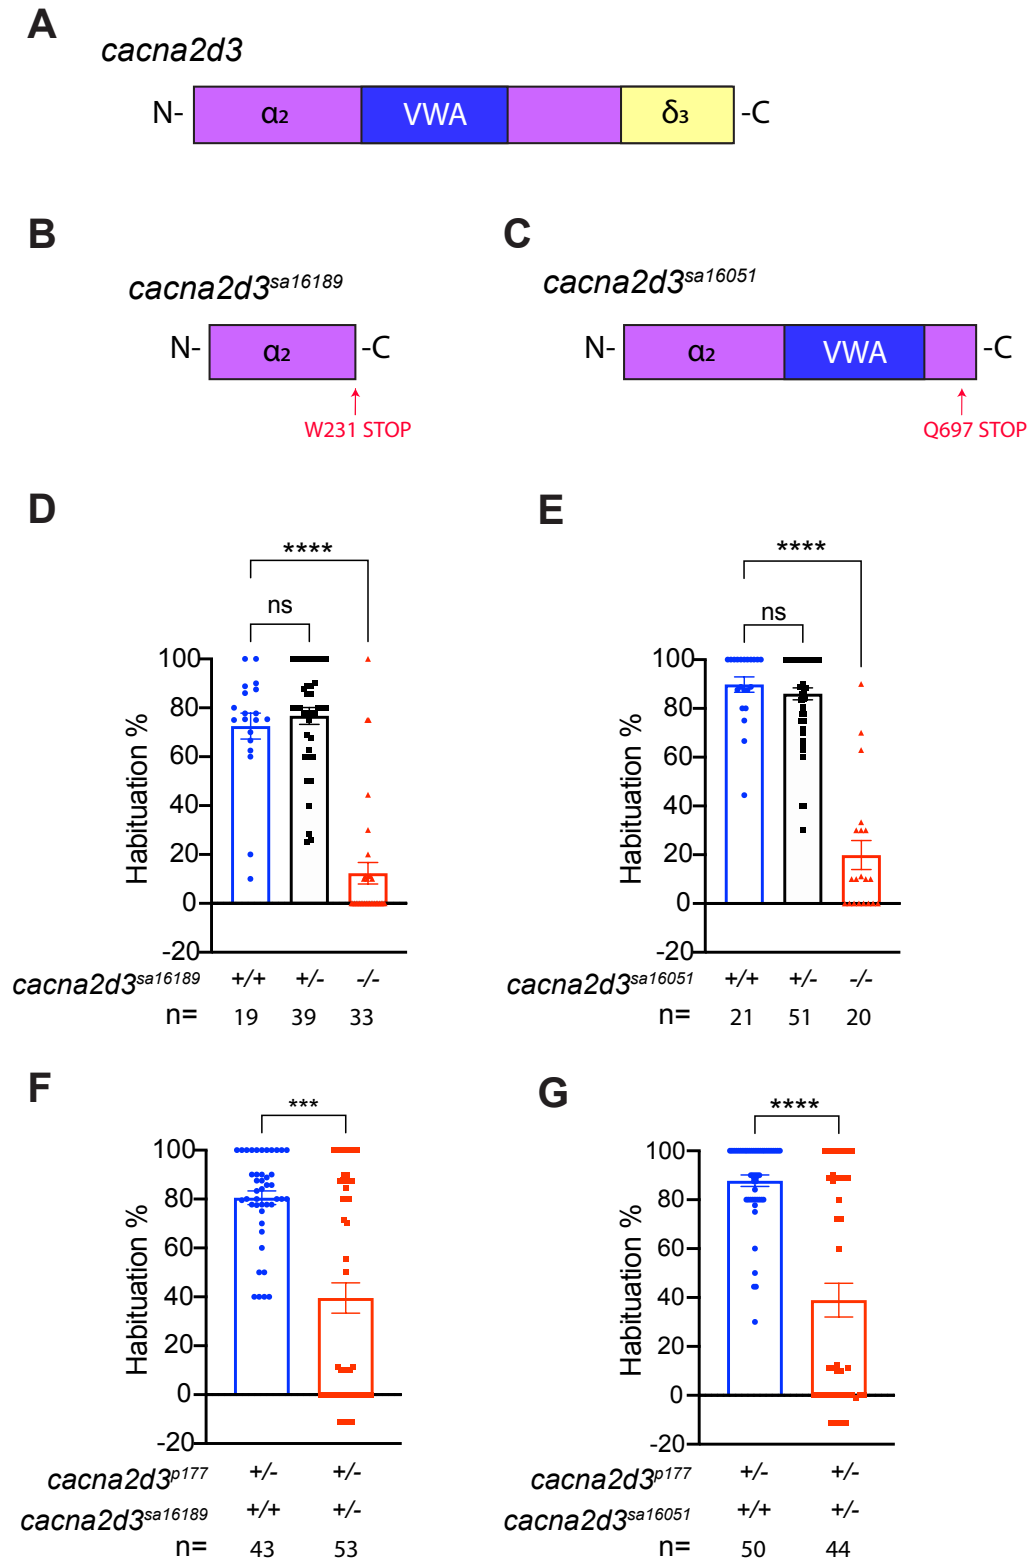 A
cacna2d3
N- α₂ VWA δ₃ -C
B
cacna2d3sa16189
N- α₂ -C
W231 STOP
C
cacna2d3sa16051
N- α₂ VWA -C
Q697 STOP
D
****
ns
Habituation %
100
80
60
40
20
0
-20
cacna2d3sa16189 +/+ +/- -/-
n= 19 39 33
E
****
ns
Habituation %
100
80
60
40
20
0
-20
cacna2d3sa16051 +/+ +/- -/-
n= 21 51 20
F
***
Habituation %
100
80
60
40
20
0
-20
cacna2d3p177 +/- +/-
cacna2d3sa16189 +/+ +/-
n= 43 53
G
****
Habituation %
100
80
60
40
20
0
-20
cacna2d3p177 +/- +/-
cacna2d3sa16051 +/+ +/-
n= 50 44